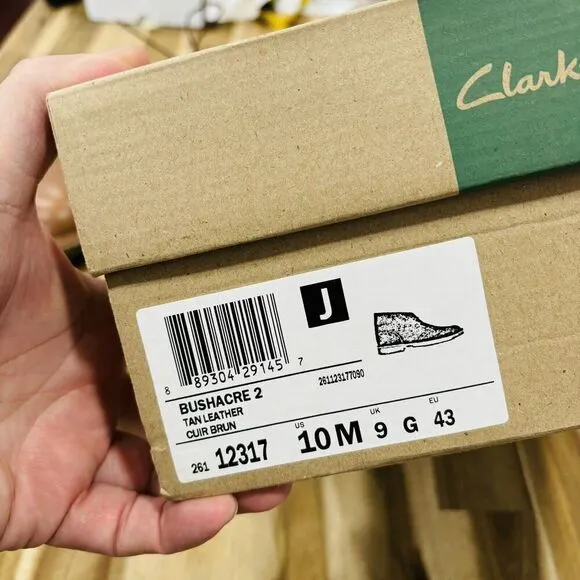 Clark
J
8 89304 29145 7
261123177090
BUSHACRE 2
TAN LEATHER
CUIR BRUN
261 12317 US 10 M UK 9 G EU 43